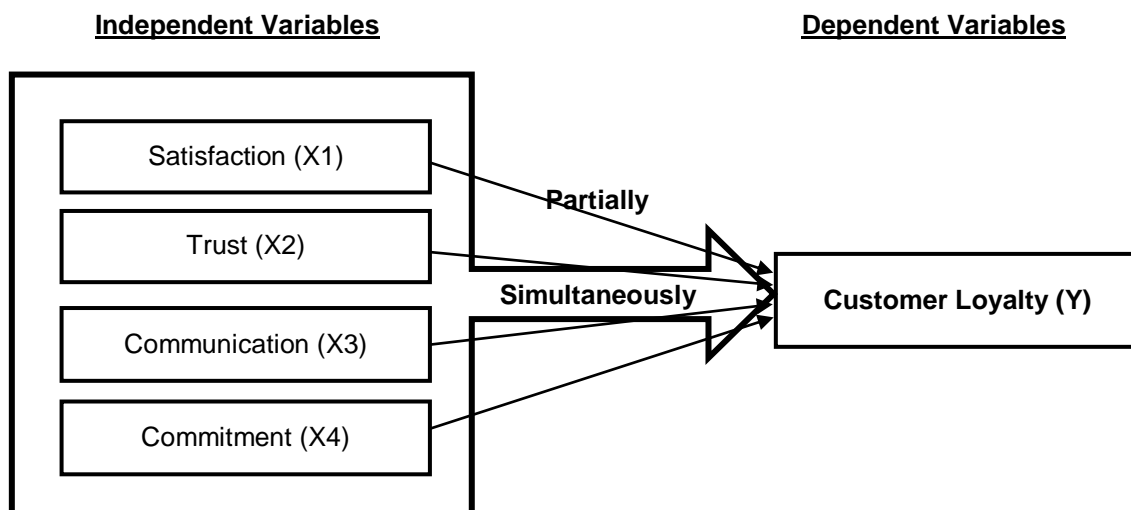 Independent Variables
Dependent Variables
Satisfaction (X1)
Partially
Trust (X2)
Simultaneously
Customer Loyalty (Y)
Communication (X3)
Commitment (X4)